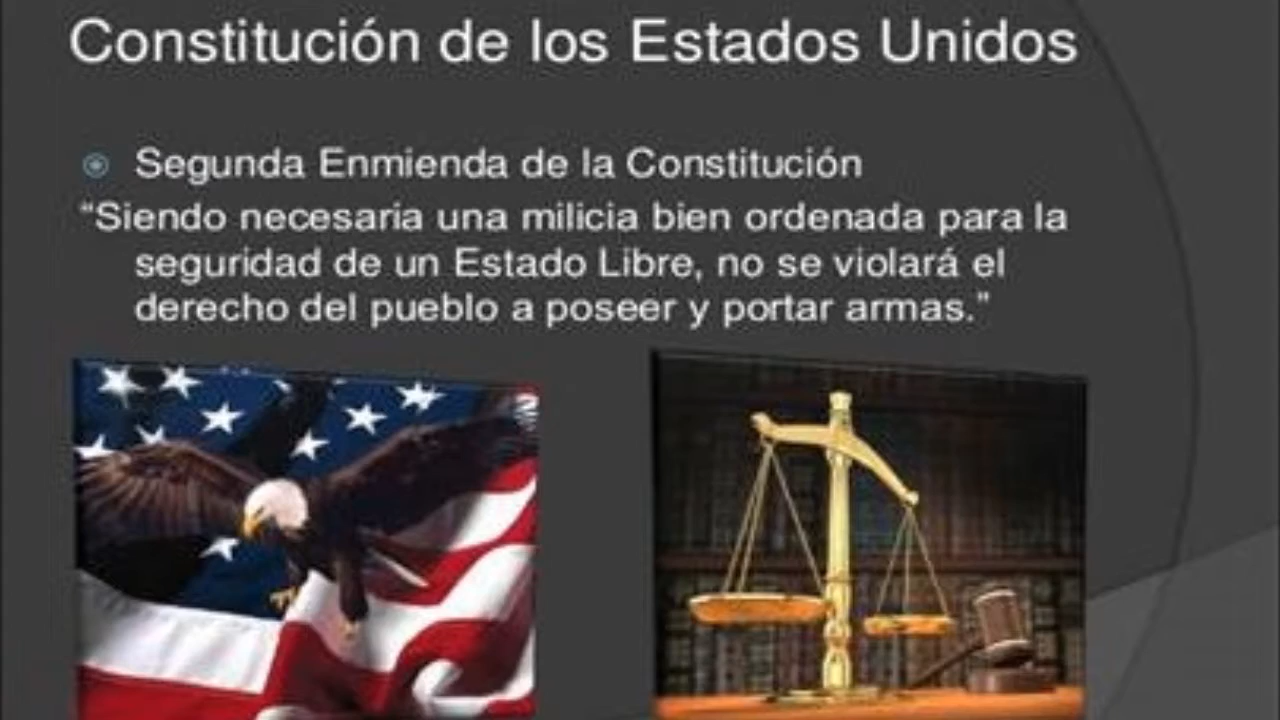 Constitución de los Estados Unidos
Segunda Enmienda de la Constitución
“Siendo necesaria una milicia bien ordenada para la
seguridad de un Estado Libre, no se violará el
derecho del pueblo a poseer y portar armas.”